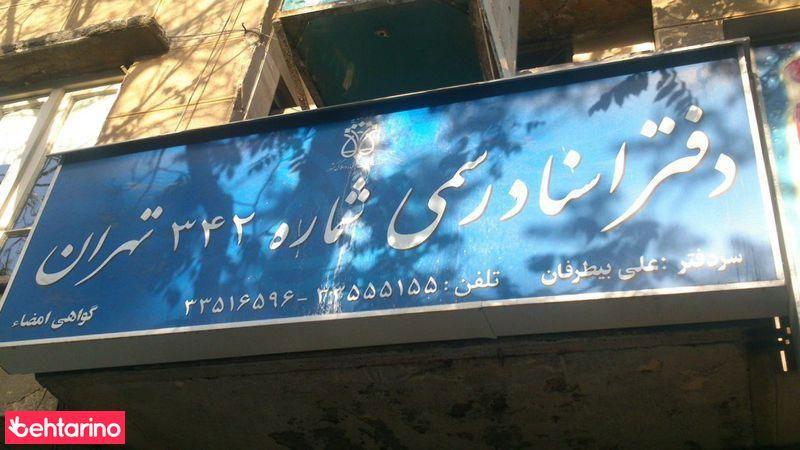 دفتر اسناد رسمی شماره ۳۴۲ تهران
سردفتر : علی بیطرفان تلفن : ۳۳۵۵۵۱۵۵ - ۳۳۵۱۶۵۹۶
گواهی امضاء
behtarino